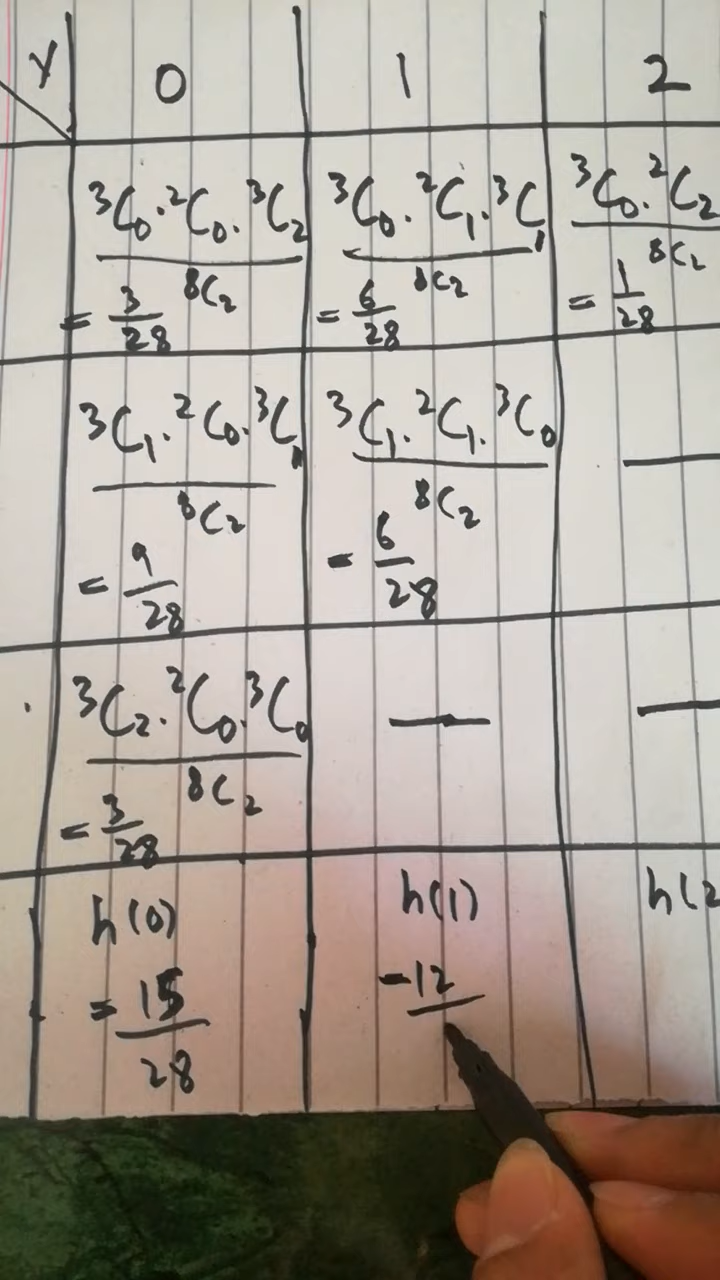 Y 0 1 2
³C₀.²C₀.³C₂ ³C₀.²C₁.³C₁ ³C₀.²C₂
⁸C₂ ⁸C₂ ⁸C₂
= 3/28 = 6/28 = 1/28
³C₁.²C₀.³C₁ ³C₁.²C₁.³C₀ —
⁸C₂ ⁸C₂
= 9/28 = 6/28
³C₂.²C₀.³C₀ — —
⁸C₂
= 3/28
h(0) h(1) h(2
= 15/28 = 12